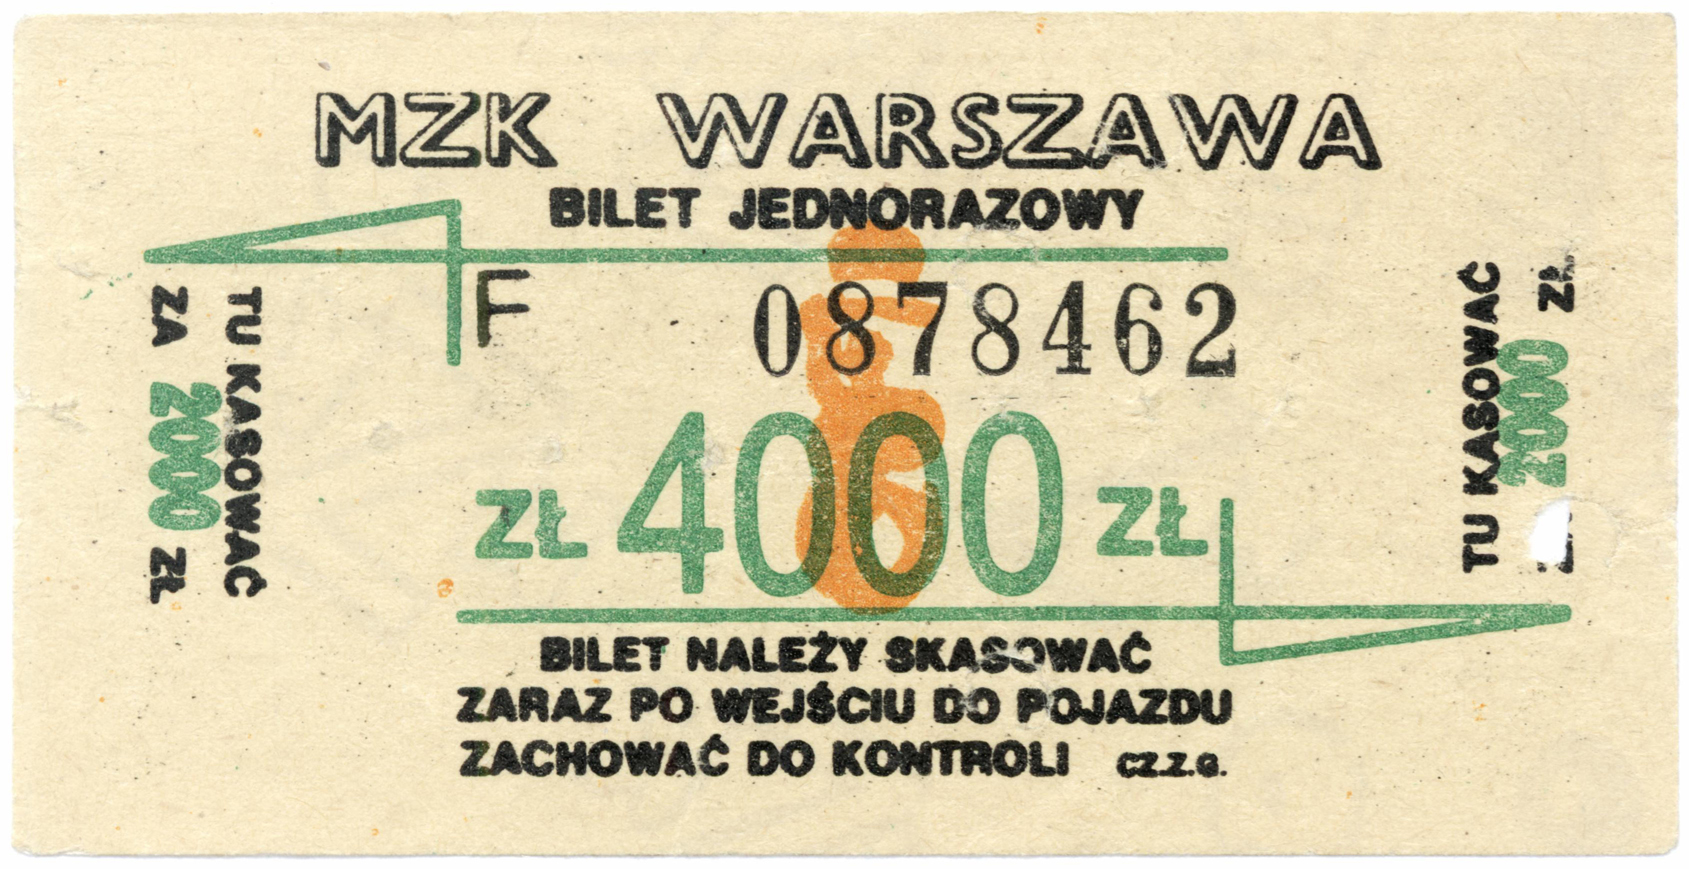 MZK WARSZAWA
BILET JEDNORAZOWY
F 0878462
ZŁ 4000 ZŁ
TU KASOWAĆ
ZA 2000 ZŁ
TU KASOWAĆ
2000 ZŁ
BILET NALEŻY SKASOWAĆ
ZARAZ PO WEJŚCIU DO POJAZDU
ZACHOWAĆ DO KONTROLI CZ.Z.G.